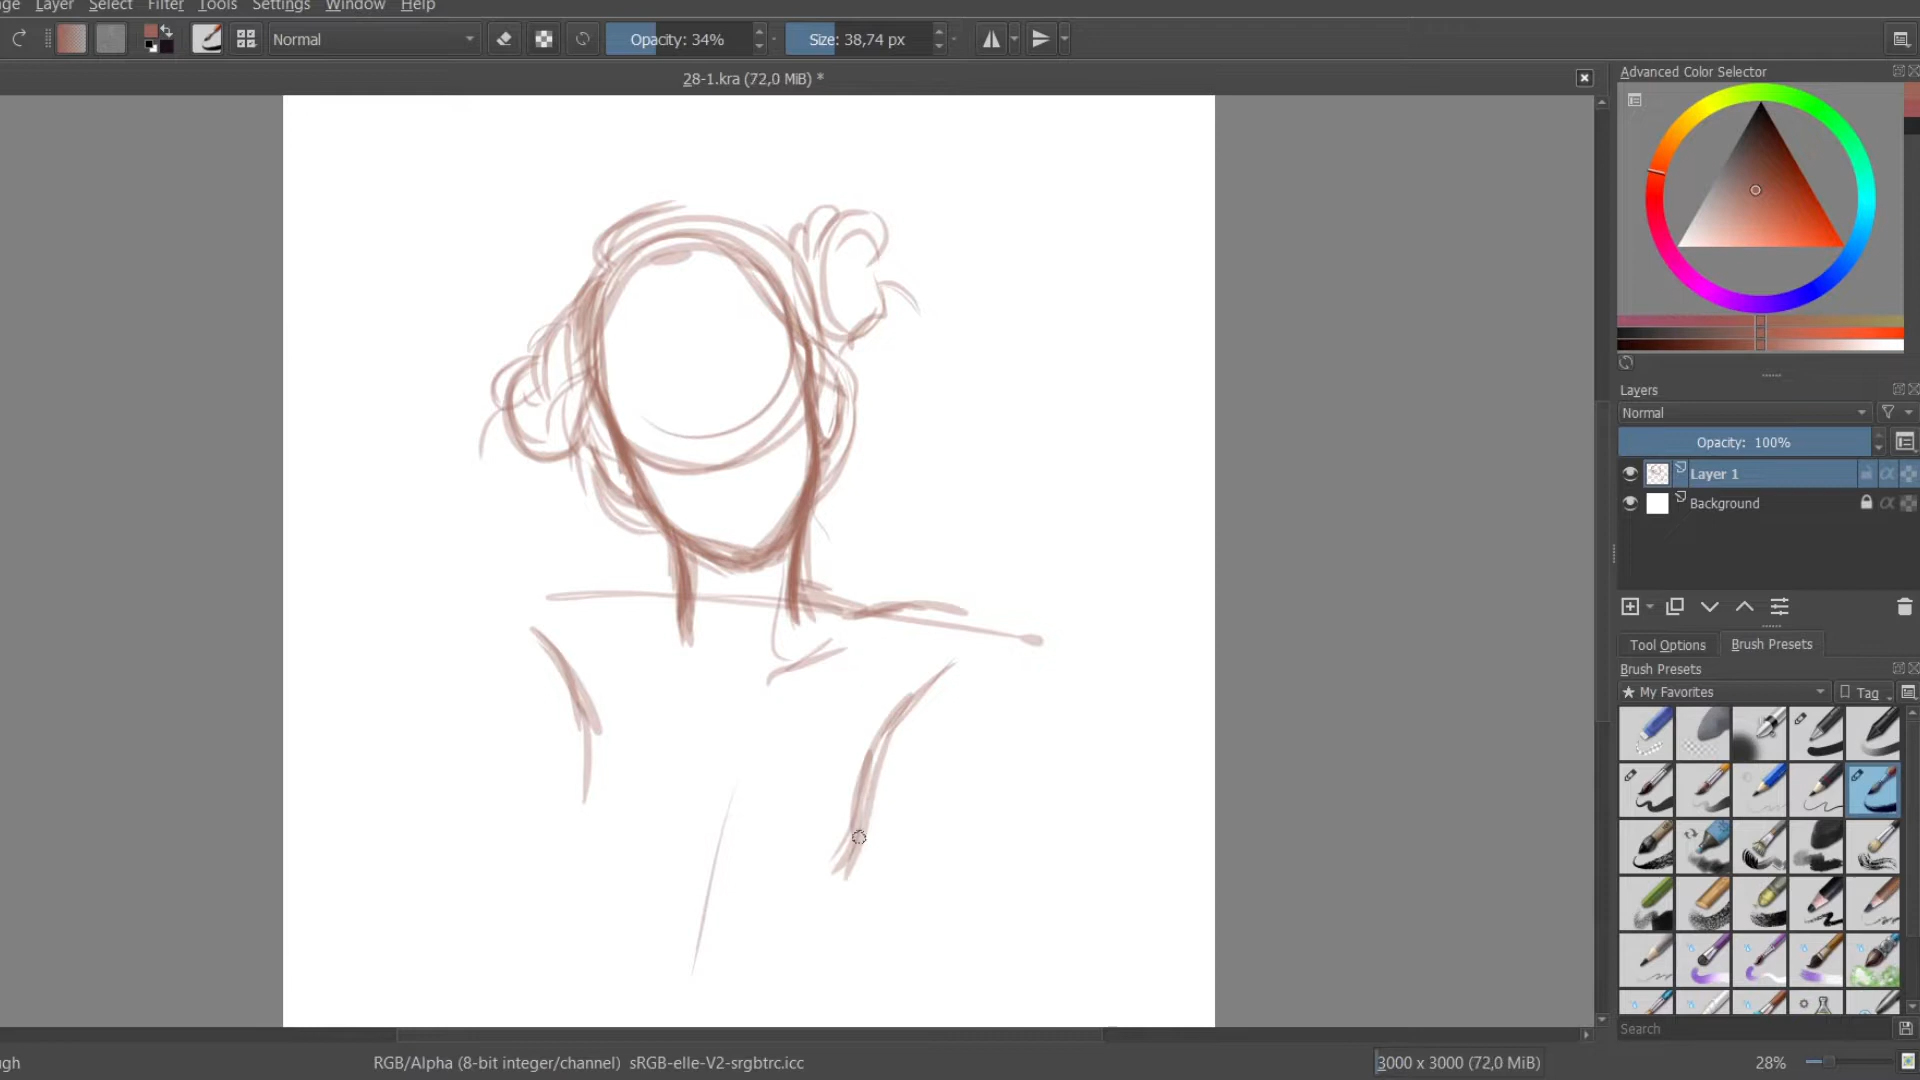 ge Layer Select Filter Tools Settings Window Help
Normal Opacity: 34% Size: 38,74 px
28-1.kra (72,0 MiB) *
Advanced Color Selector
Layers
Normal
Opacity: 100%
Layer 1
Background
Tool Options Brush Presets
Brush Presets
★ My Favorites Tag
Search
gh RGB/Alpha (8-bit integer/channel) sRGB-elle-V2-srgbtrc.icc 3000 x 3000 (72,0 MiB) 28%